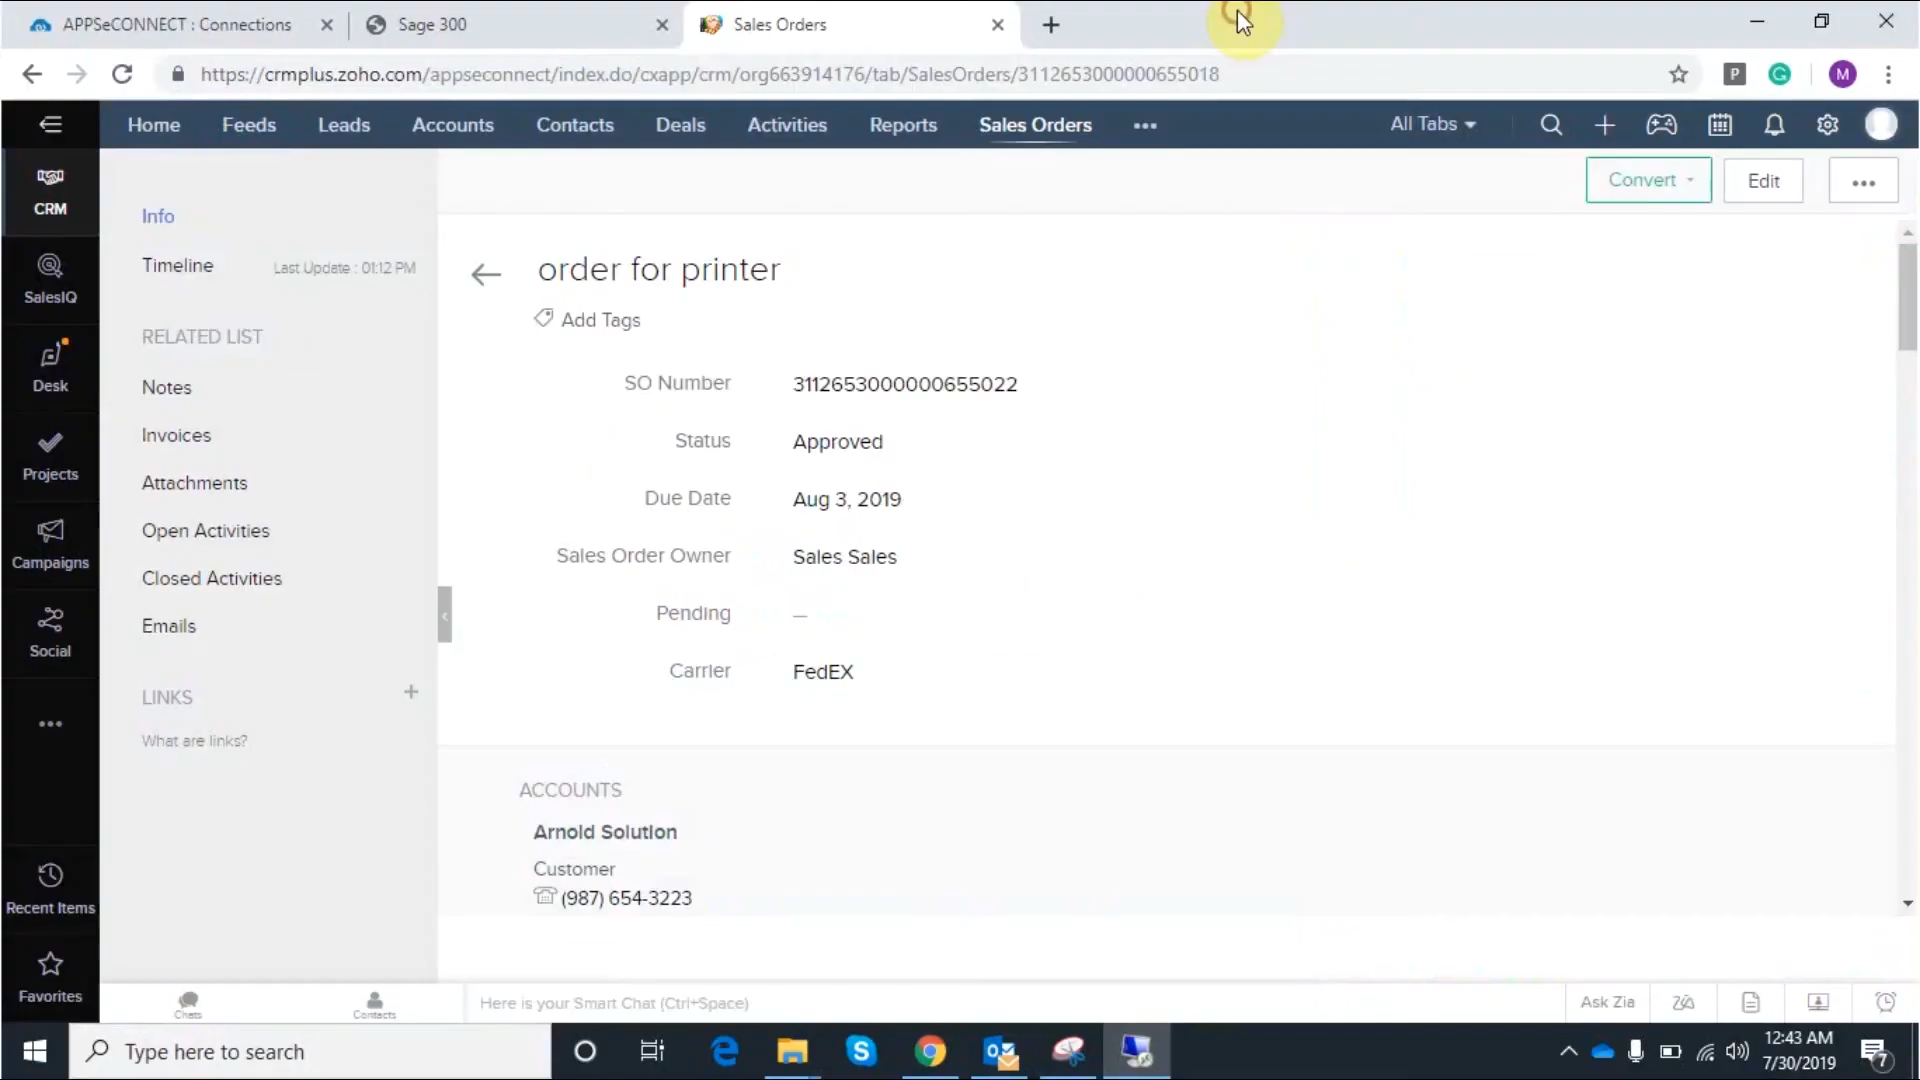 APPSeCONNECT : Connections
Sage 300
Sales Orders
https://crmplus.zoho.com/appseconnect/index.do/cxapp/crm/org663914176/tab/SalesOrders/3112653000000655018
P
G
M
Home
Feeds
Leads
Accounts
Contacts
Deals
Activities
Reports
Sales Orders
All Tabs
CRM
SalesIQ
Desk
Projects
Campaigns
Social
Recent Items
Favorites
Info
Timeline
Last Update : 01:12 PM
RELATED LIST
Notes
Invoices
Attachments
Open Activities
Closed Activities
Emails
LINKS
What are links?
Convert
Edit
order for printer
Add Tags
SO Number 3112653000000655022
Status Approved
Due Date Aug 3, 2019
Sales Order Owner Sales Sales
Pending —
Carrier FedEX
ACCOUNTS
Arnold Solution
Customer
(987) 654-3223
Chats
Contacts
Here is your Smart Chat (Ctrl+Space)
Ask Zia
Type here to search
12:43 AM
7/30/2019
7